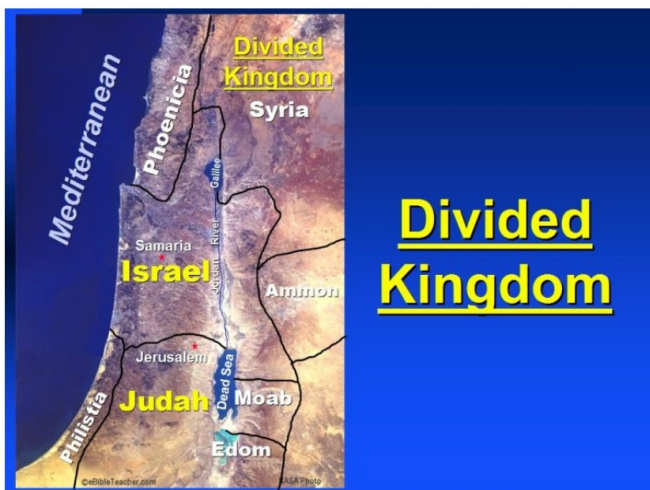 Divided
Kingdom
Syria
Phoenicia
Mediterranean
Galilee
Jordan River
Samaria
Israel
Ammon
Jerusalem
Dead Sea
Judah
Moab
Philistia
Edom
©eBibleTeacher.com
NASA Photo
Divided
Kingdom